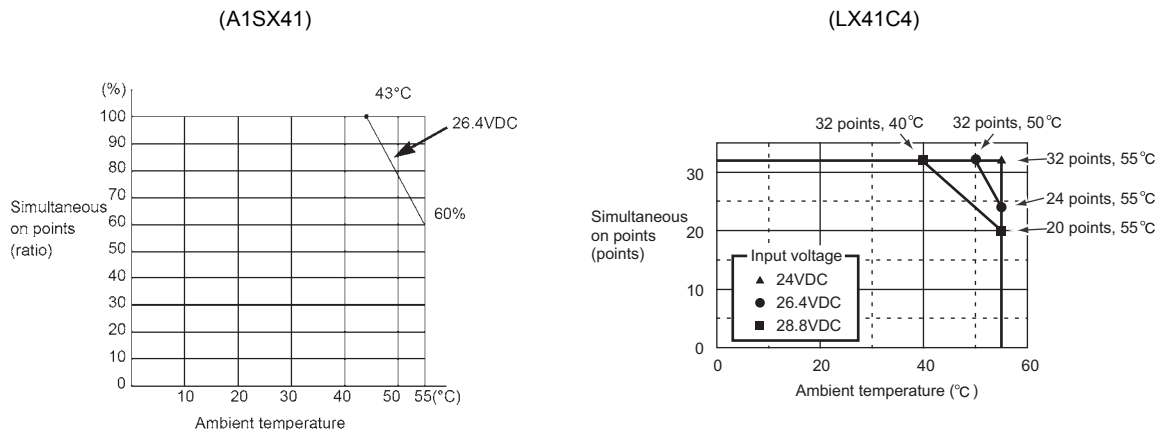 (A1SX41)
(%)
43°C
100
90
80
70
60
50
40
30
20
10
0
26.4VDC
60%
Simultaneous
on points
(ratio)
10 20 30 40 50 55(°C)
Ambient temperature
(LX41C4)
32 points, 40°C
32 points, 50°C
32 points, 55°C
24 points, 55°C
20 points, 55°C
Simultaneous
on points
(points)
30
20
10
0
Input voltage
▲ 24VDC
● 26.4VDC
■ 28.8VDC
0 20 40 60
Ambient temperature (°C)